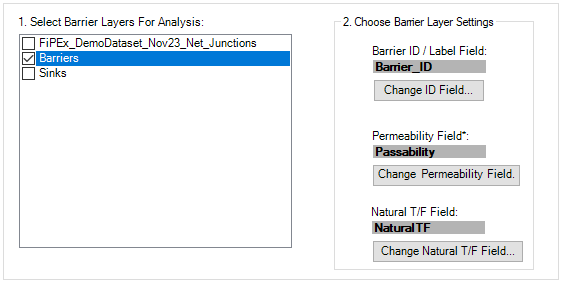 1. Select Barrier Layers For Analysis:
FiPEx_DemoDataset_Nov23_Net_Junctions
Barriers
Sinks
2. Choose Barrier Layer Settings
Barrier ID / Label Field:
Barrier_ID
Change ID Field...
Permeability Field*:
Passability
Change Permeability Field.
Natural T/F Field:
NaturalTF
Change Natural T/F Field...